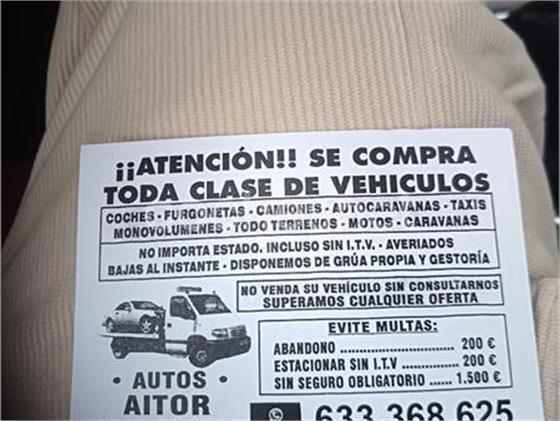 ¡¡ATENCIÓN!! SE COMPRA
TODA CLASE DE VEHICULOS
COCHES - FURGONETAS - CAMIONES - AUTOCARAVANAS - TAXIS
MONOVOLUMENES - TODO TERRENOS - MOTOS - CARAVANAS
NO IMPORTA ESTADO. INCLUSO SIN I.T.V. - AVERIADOS
BAJAS AL INSTANTE - DISPONEMOS DE GRÚA PROPIA Y GESTORÍA
NO VENDA SU VEHÍCULO SIN CONSULTARNOS
SUPERAMOS CUALQUIER OFERTA
EVITE MULTAS:
ABANDONO .................... 200 €
ESTACIONAR SIN I.T.V ............ 200 €
SIN SEGURO OBLIGATORIO ...... 1.500 €
· AUTOS ·
AITOR
633 368 625